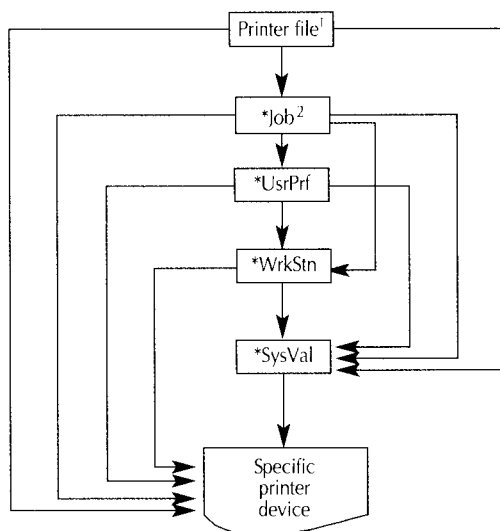 Printer file¹
*Job²
*UsrPrf
*WrkStn
*SysVal
Specific
printer
device